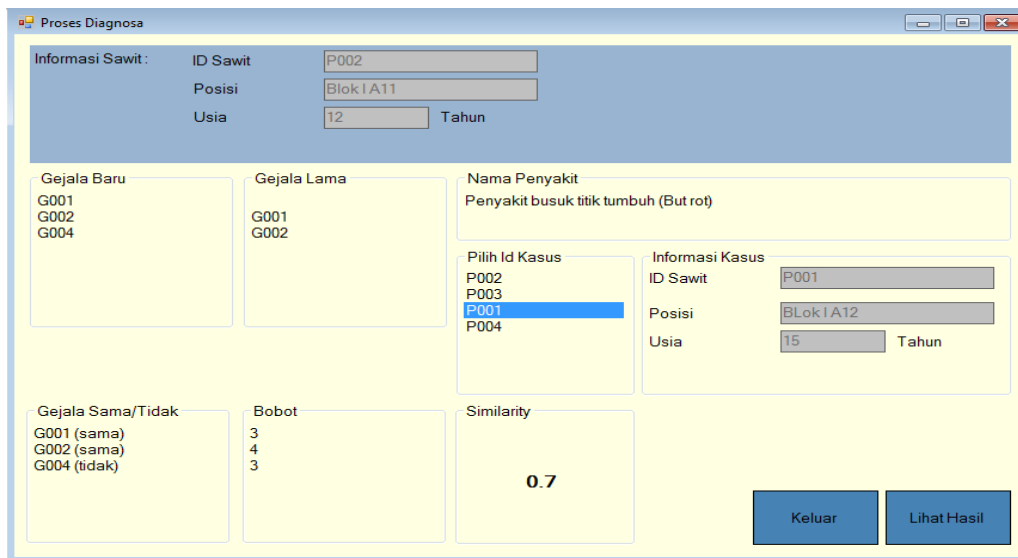 Proses Diagnosa
Informasi Sawit :
ID Sawit P002
Posisi Blok I A11
Usia 12 Tahun
Gejala Baru
G001
G002
G004
Gejala Lama
G001
G002
Nama Penyakit
Penyakit busuk titik tumbuh (But rot)
Pilih Id Kasus
P002
P003
P001
P004
Informasi Kasus
ID Sawit P001
Posisi BLok I A12
Usia 15 Tahun
Gejala Sama/Tidak
G001 (sama)
G002 (sama)
G004 (tidak)
Bobot
3
4
3
Similarity
0.7
Keluar
Lihat Hasil